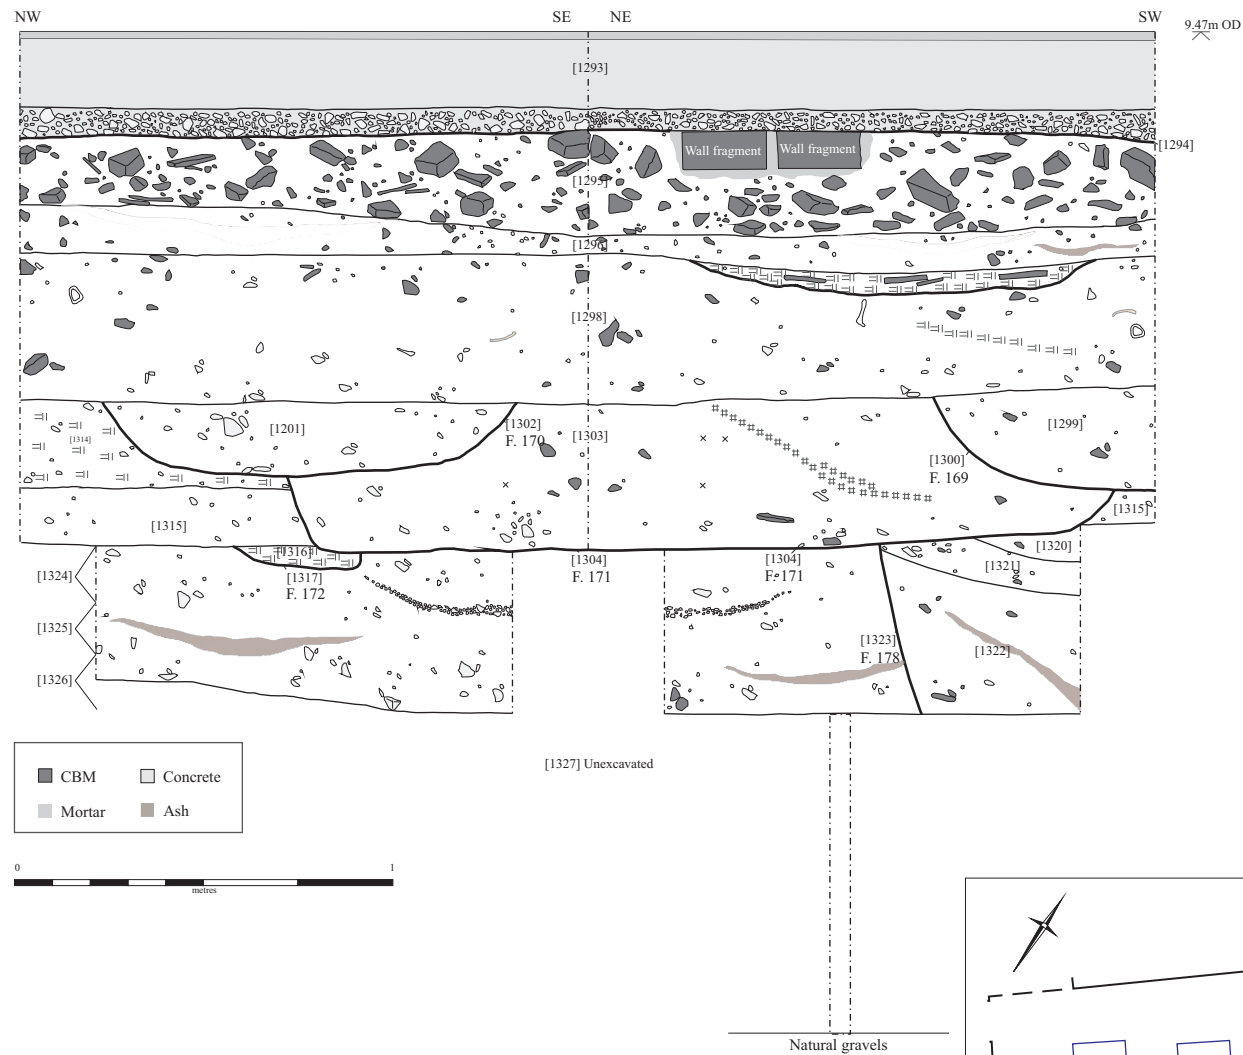 NW SE NE SW
9.47m OD
[1293]
[1294]
Wall fragment Wall fragment
[1295]
[1296]
[1298]
[1201] [1302] [1303] [1299]
F. 170
[1314]
[1300]
F. 169
[1315] [1315]
[1316] [1304] [1304] [1320]
F. 171 F. 171
[1324] [1317] [1321]
F. 172
[1325] [1323]
F. 178 [1322]
[1326]
[1327] Unexcavated
CBM Concrete
Mortar Ash
0 1
metres
Natural gravels